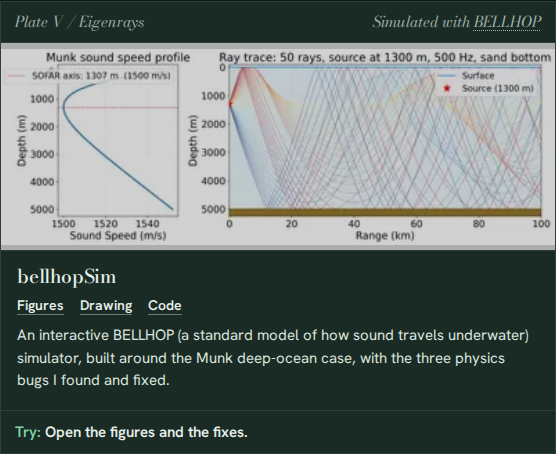 Plate V / Eigenrays
Simulated with BELLHOP
Munk sound speed profile
SOFAR axis: 1307 m (1500 m/s)
Depth (m)
1000
2000
3000
4000
5000
1500 1520 1540
Sound Speed (m/s)
Ray trace: 50 rays, source at 1300 m, 500 Hz, sand bottom
Surface
Source (1300 m)
Depth (m)
0
1000
2000
3000
4000
5000
0 20 40 60 80 100
Range (km)
bellhopSim
Figures Drawing Code
An interactive BELLHOP (a standard model of how sound travels underwater)
simulator, built around the Munk deep-ocean case, with the three physics
bugs I found and fixed.
Try: Open the figures and the fixes.